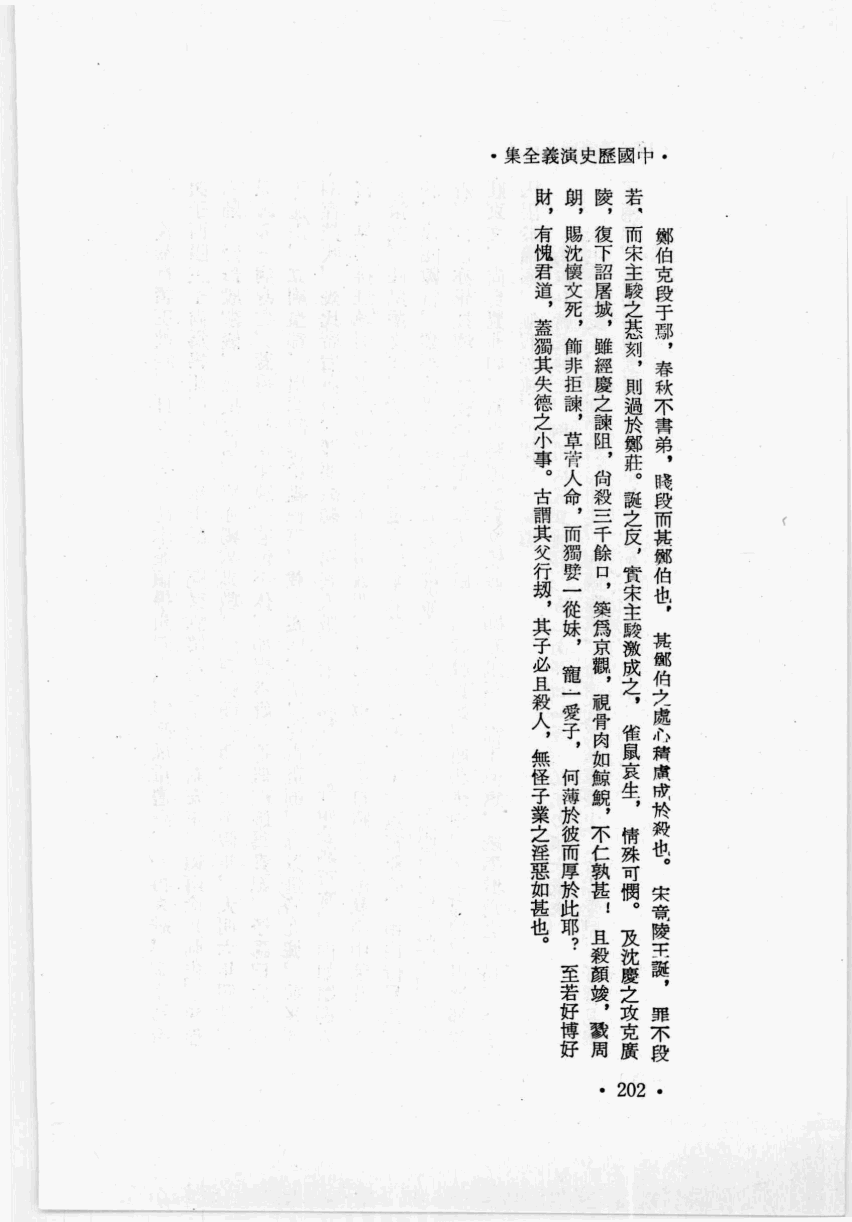 ·中國歷史演義全集·
鄭伯克段于鄢，春秋不書弟，賤段而甚鄭伯也，甚鄭伯之處心積慮成於殺也。宋竟陵王誕，罪不段
若，而宋主駿之惎刻，則過於鄭莊。誕之反，實宋主駿激成之，雀鼠哀生，情殊可憫。及沈慶之攻克廣
陵，復下詔屠城，雖經慶之諫阻，尚殺三千餘口，築爲京觀，視骨肉如鯨鯢，不仁孰甚！且殺顏竣，戮周
朗，賜沈懷文死，飾非拒諫，草菅人命，而獨嬖一從妹，寵一愛子，何薄於彼而厚於此耶？至若好博好
財，有愧君道，蓋獨其失德之小事。古謂其父行劫，其子必且殺人，無怪子業之淫惡如甚也。
·202·